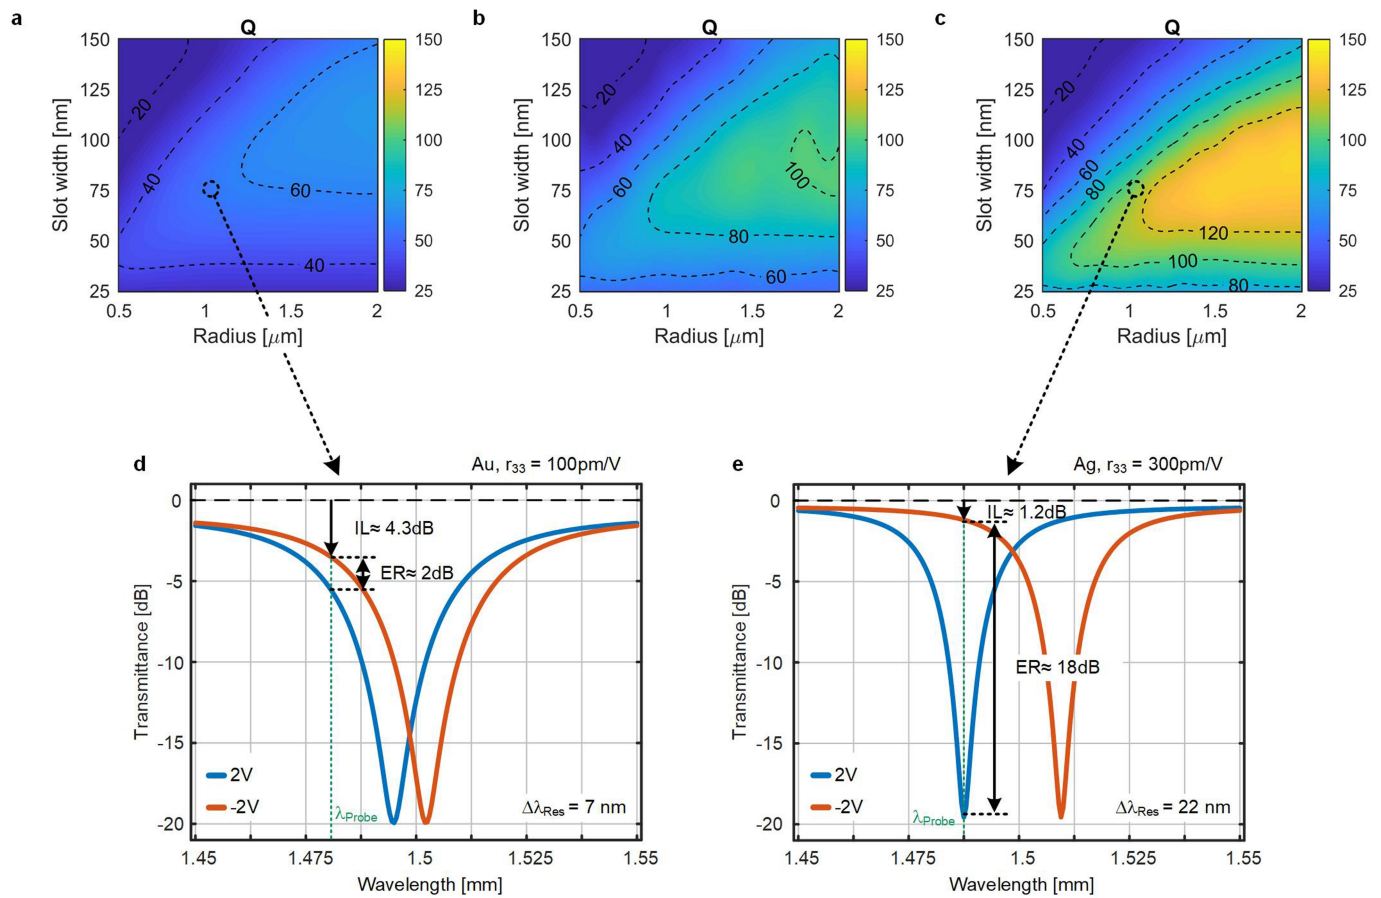 a
Q
150
125
100
75
50
25
Slot width [nm]
20
40
60
40
0.5 1 1.5 2
Radius [μm]
150
125
100
75
50
25
b
Q
150
125
100
75
50
25
Slot width [nm]
20
40
60
100
80
60
0.5 1 1.5 2
Radius [μm]
150
125
100
75
50
25
c
Q
150
125
100
75
50
25
Slot width [nm]
20
40
60
80
120
100
80
0.5 1 1.5 2
Radius [μm]
150
125
100
75
50
25
d
Au, r33 = 100pm/V
0
-5
-10
-15
-20
Transmittance [dB]
IL≈ 4.3dB
ER≈ 2dB
2V
-2V
λProbe
ΔλRes = 7 nm
1.45 1.475 1.5 1.525 1.55
Wavelength [mm]
e
Ag, r33 = 300pm/V
0
-5
-10
-15
-20
Transmittance [dB]
IL≈ 1.2dB
ER≈ 18dB
2V
-2V
λProbe
ΔλRes = 22 nm
1.45 1.475 1.5 1.525 1.55
Wavelength [mm]